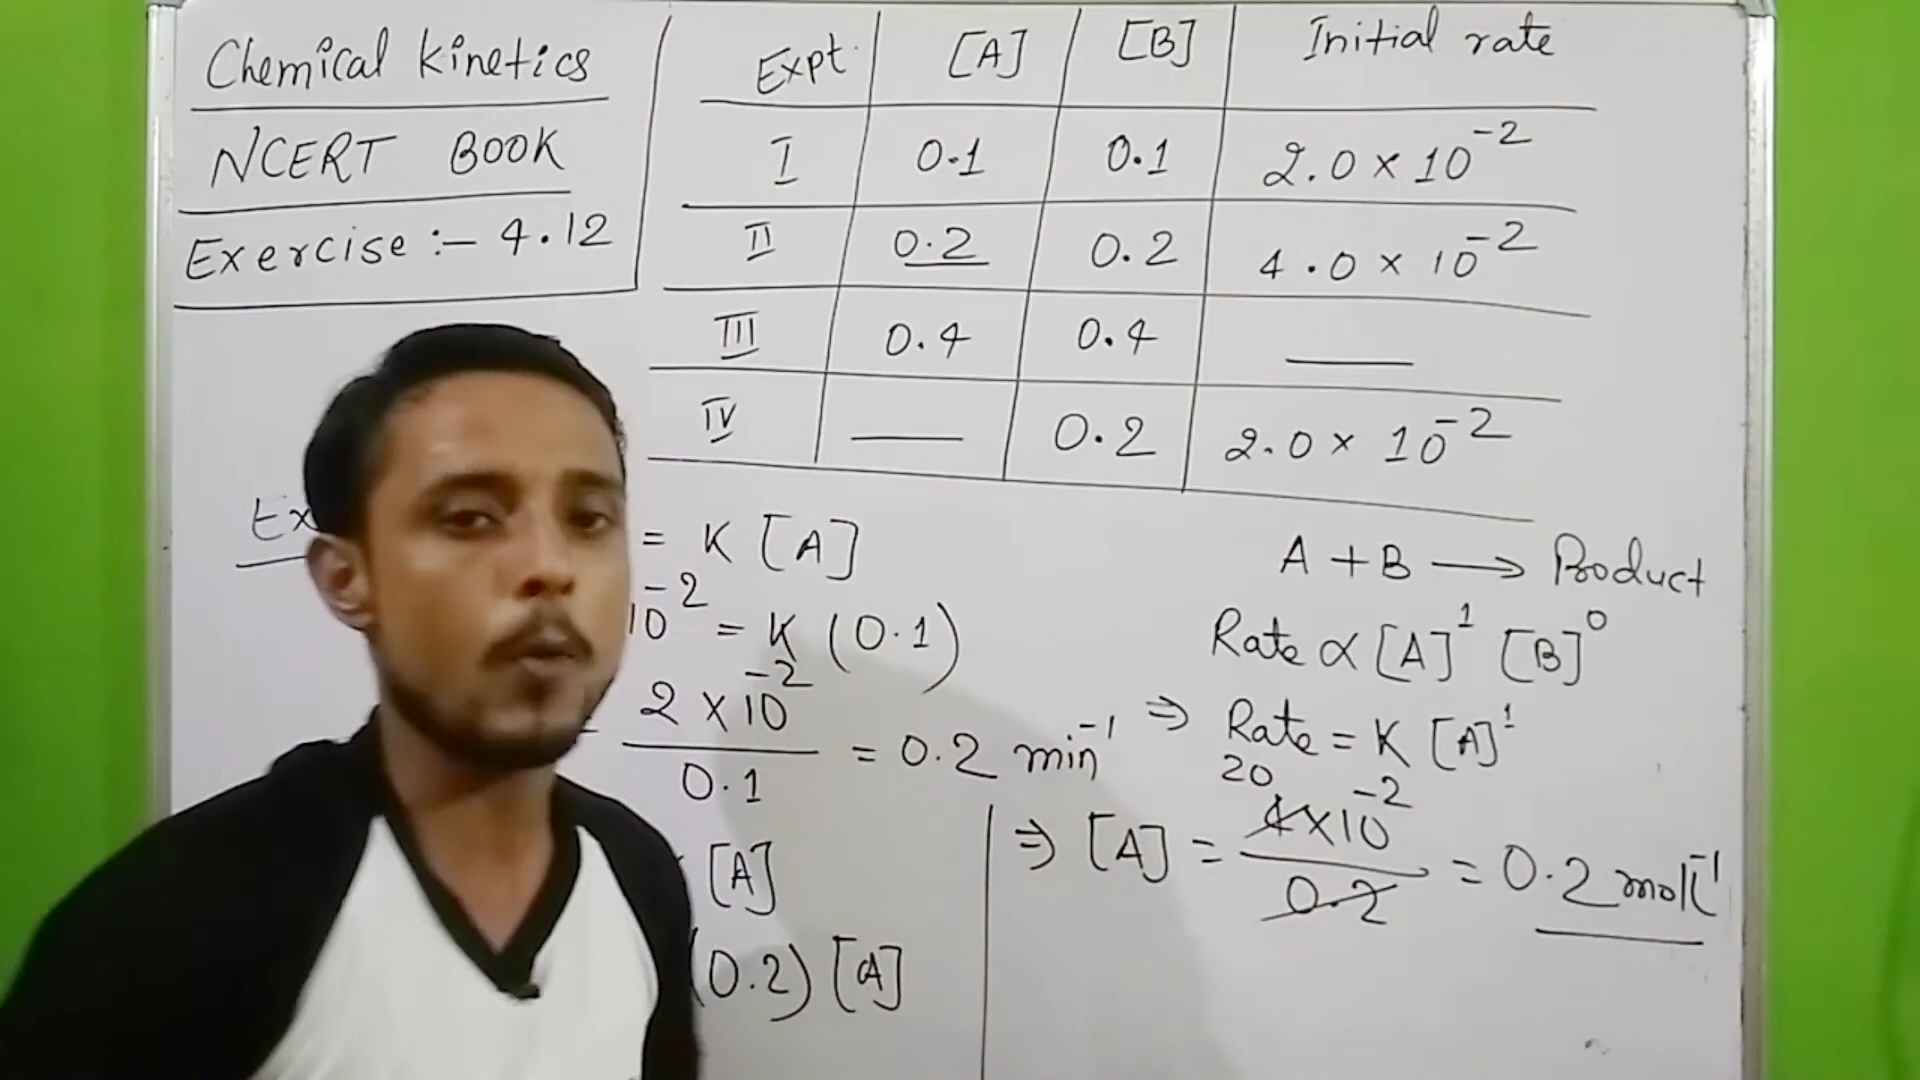 Chemical kinetics
NCERT BOOK
Exercise :- 4.12
Expt. [A] [B] Initial rate
I 0.1 0.1 2.0 × 10⁻²
II 0.2 0.2 4.0 × 10⁻²
III 0.4 0.4 —
IV — 0.2 2.0 × 10⁻²
Ex
= K [A]
10⁻² = K (0.1)
2 × 10⁻² / 0.1 = 0.2 min⁻¹
[A]
(0.2) [A]
A + B ⟶ Product
Rate ∝ [A]¹ [B]⁰
⇒ Rate = K [A]¹
20
⇒ [A] = 4×10⁻² / 0.2 = 0.2 mol L⁻¹